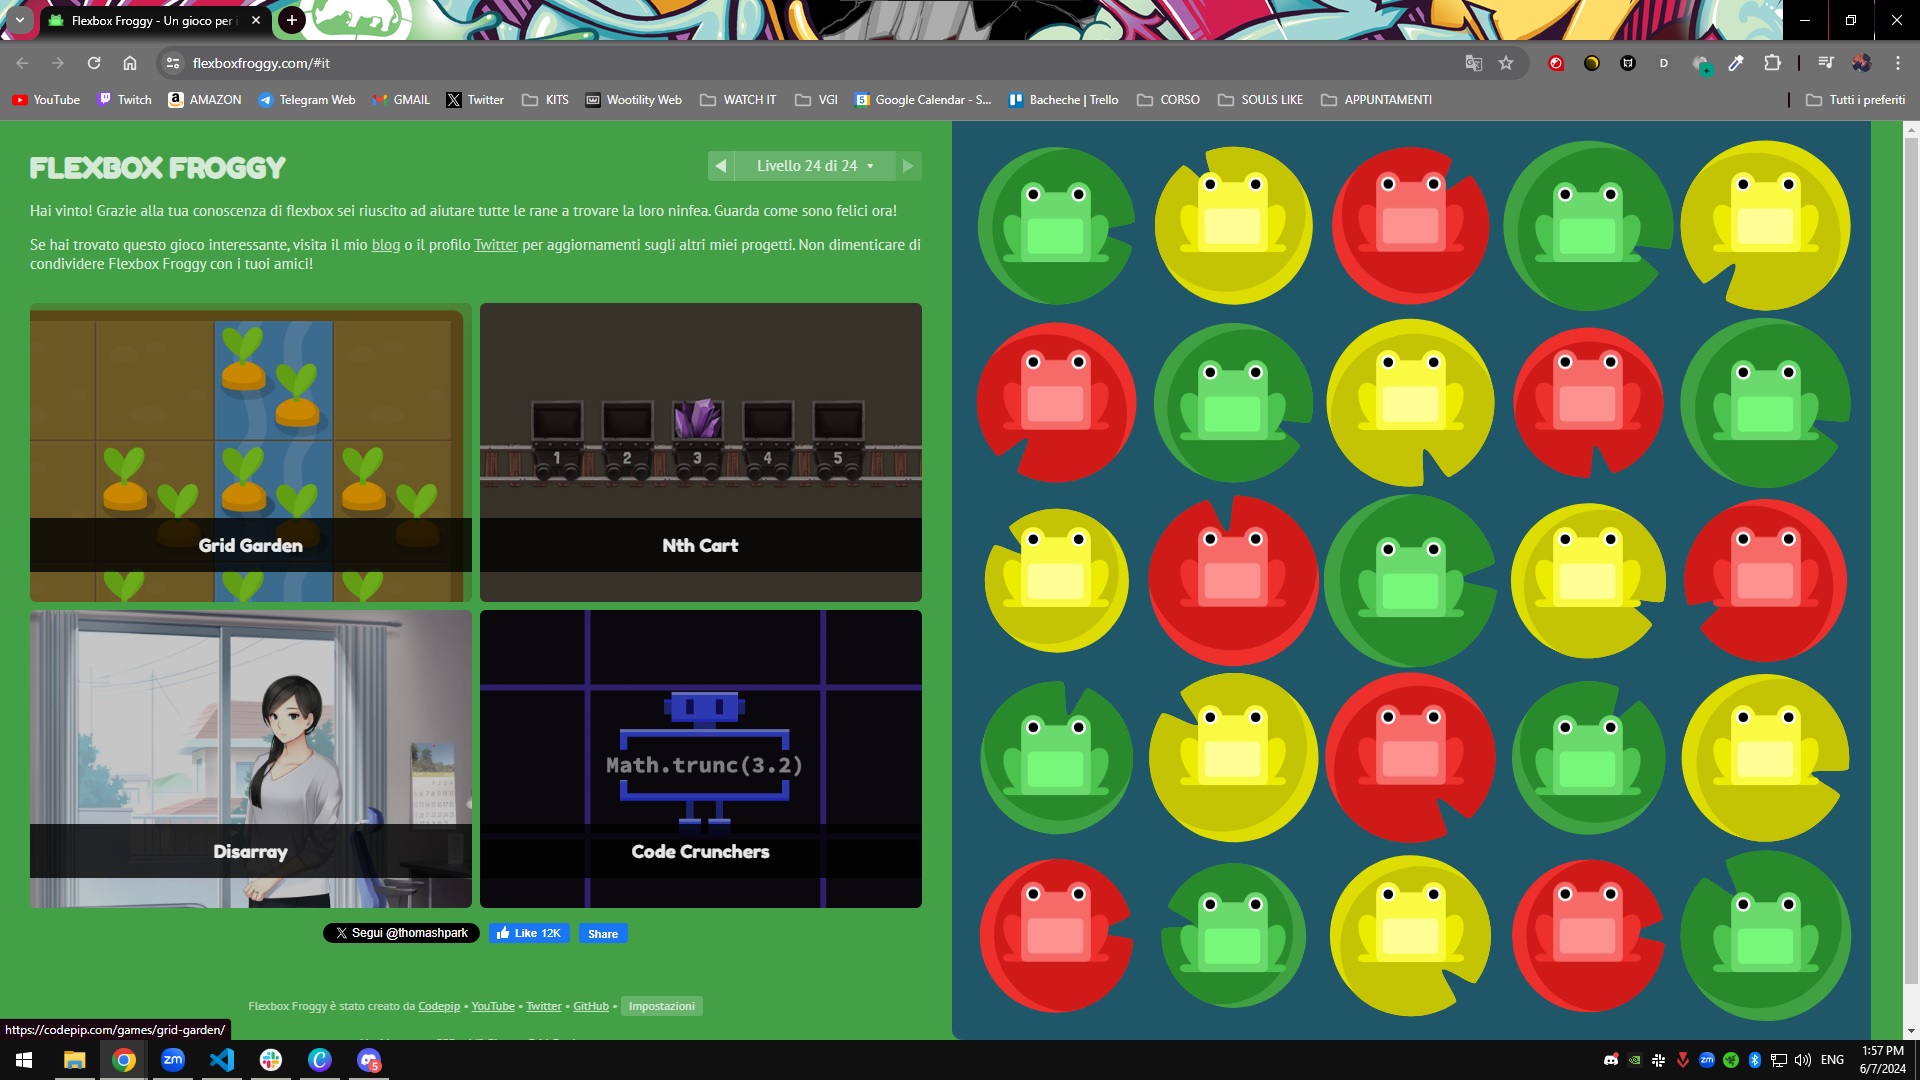 Flexbox Froggy - Un gioco per i
flexboxfroggy.com/#it
D
YouTube
Twitch
AMAZON
Telegram Web
GMAIL
Twitter
KITS
Wootility Web
WATCH IT
VGI
Google Calendar - S...
Bacheche | Trello
CORSO
SOULS LIKE
APPUNTAMENTI
Tutti i preferiti
FLEXBOX FROGGY
Livello 24 di 24
Hai vinto! Grazie alla tua conoscenza di flexbox sei riuscito ad aiutare tutte le rane a trovare la loro ninfea. Guarda come sono felici ora!
Se hai trovato questo gioco interessante, visita il mio blog o il profilo Twitter per aggiornamenti sugli altri miei progetti. Non dimenticare di
condividere Flexbox Froggy con i tuoi amici!
1 2 3 4 5
Grid Garden
Nth Cart
Math.trunc(3.2)
Disarray
Code Crunchers
Segui @thomashpark
Like 12K
Share
Flexbox Froggy è stato creato da Codepip • YouTube • Twitter • GitHub • Impostazioni
https://codepip.com/games/grid-garden/
zm
5
zm
ENG
1:57 PM
6/7/2024